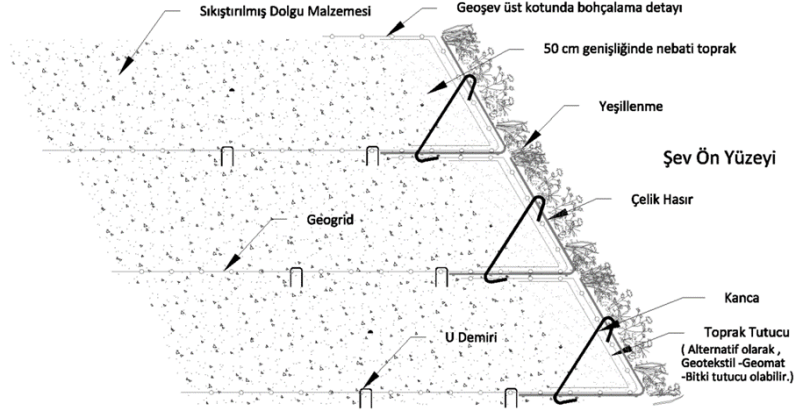 Sıkıştırılmış Dolgu Malzemesi
Geoşev üst kotunda bohçalama detayı
50 cm genişliğinde nebati toprak
Yeşillenme
Şev Ön Yüzeyi
Çelik Hasır
Geogrid
Kanca
U Demiri
Toprak Tutucu
( Alternatif olarak ,
Geotekstil -Geomat
-Bitki tutucu olabilir.)